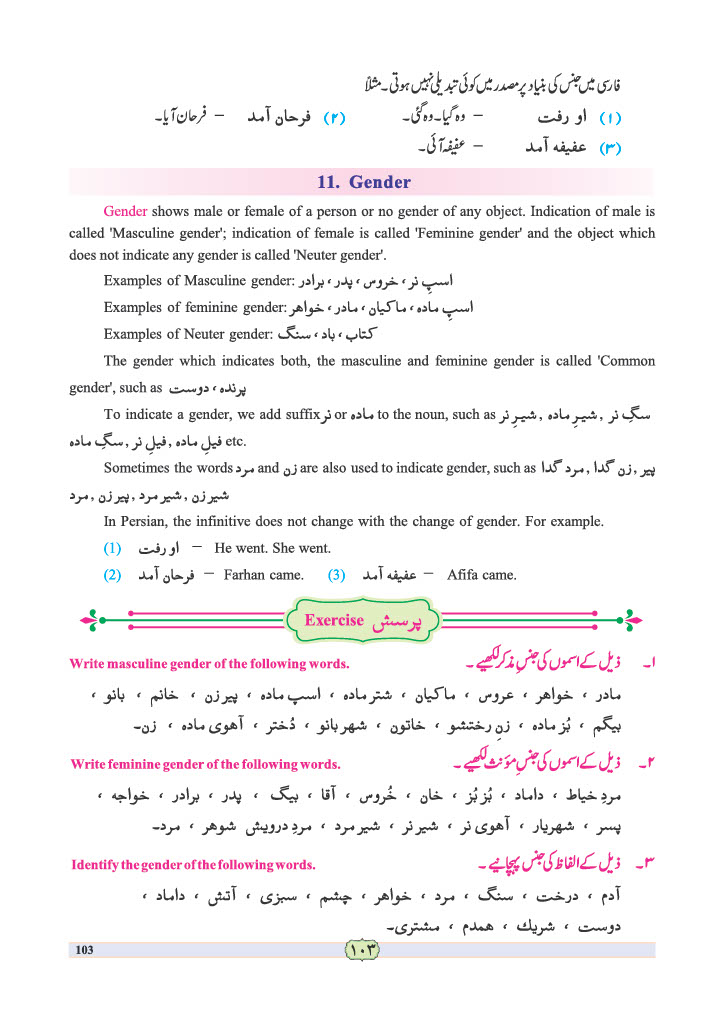 فارسی میں جنس کی بنیاد پر مصدر میں کوئی تبدیلی نہیں ہوتی۔ مثلاً
(۱) او رفت – وہ گیا۔ وہ گئی۔ (۲) فرحان آمد – فرحان آیا۔
(۳) عفیفه آمد – عفیفہ آئی۔
11. Gender
Gender shows male or female of a person or no gender of any object. Indication of male is
called 'Masculine gender'; indication of female is called 'Feminine gender' and the object which
does not indicate any gender is called 'Neuter gender'.
Examples of Masculine gender: اسپِ نر ، خروس ، پدر ، برادر
Examples of feminine gender: اسپِ ماده ، ماکیان ، مادر ، خواهر
Examples of Neuter gender: کتاب ، باد ، سنگ
The gender which indicates both, the masculine and feminine gender is called 'Common
gender', such as پرنده ، دوست
To indicate a gender, we add suffix نر or ماده to the noun, such as سگِ نر , شیرِ ماده , شیرِ نر
فیلِ ماده , فیلِ نر , سگِ ماده etc.
Sometimes the words مرد and زن are also used to indicate gender, such as پیر , زن گدا , مرد گدا
شیر زن , شیر مرد , پیر زن , مرد
In Persian, the infinitive does not change with the change of gender. For example.
(1) او رفت – He went. She went.
(2) فرحان آمد – Farhan came. (3) عفیفه آمد – Afifa came.
Exercise پرسش
Write masculine gender of the following words. ۱۔ ذیل کے اسموں کی جنسِ مذکر لکھیے۔
مادر ، خواهر ، عروس ، ماکیان ، شتر ماده ، اسپ ماده ، پیر زن ، خانم ، بانو ،
بیگم ، بُز ماده ، زنِ رختشو ، خاتون ، شهر بانو ، دُختر ، آهوی ماده ، زن۔
Write feminine gender of the following words. ۲۔ ذیل کے اسموں کی جنسِ مؤنث لکھیے۔
مردِ خیاط ، داماد ، بُز بُز ، خان ، خُروس ، آقا ، بیگ ، پدر ، برادر ، خواجه ،
پسر ، شهریار ، آهوی نر ، شیر نر ، شیر مرد ، مردِ درویش شوهر ، مرد۔
Identify the gender of the following words. ۳۔ ذیل کے الفاظ کی جنس پہچانیے۔
آدم ، درخت ، سنگ ، مرد ، خواهر ، چشم ، سبزی ، آتش ، داماد ،
دوست ، شریك ، همدم ، مشتری۔
103 ۱۰۳